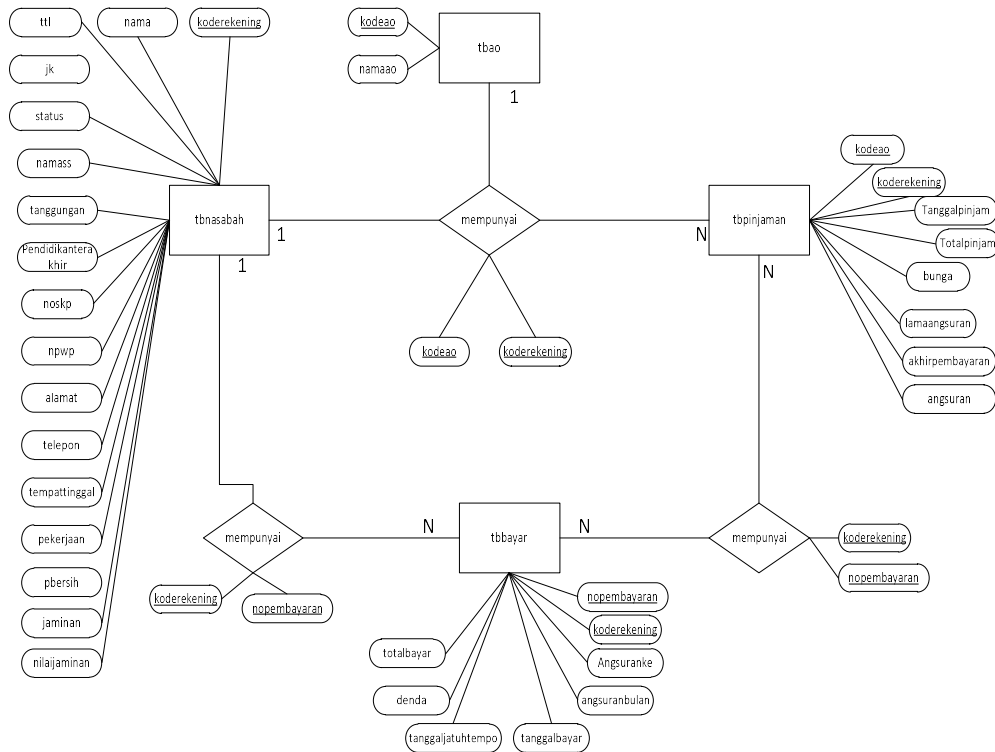 ttl
nama
koderekening
jk
status
namass
tanggungan
Pendidikantera
khir
noskp
npwp
alamat
telepon
tempattinggal
pekerjaan
pbersih
jaminan
nilaijaminan
tbnasabah
1
1
kodeao
namaao
tbao
1
mempunyai
kodeao
koderekening
N
tbpinjaman
N
kodeao
koderekening
Tanggalpinjam
Totalpinjam
bunga
lamaangsuran
akhirpembayaran
angsuran
mempunyai
koderekening
nopembayaran
N
tbbayar
N
mempunyai
koderekening
nopembayaran
totalbayar
denda
tanggaljatuhtempo
tanggalbayar
nopembayaran
koderekening
Angsuranke
angsuranbulan